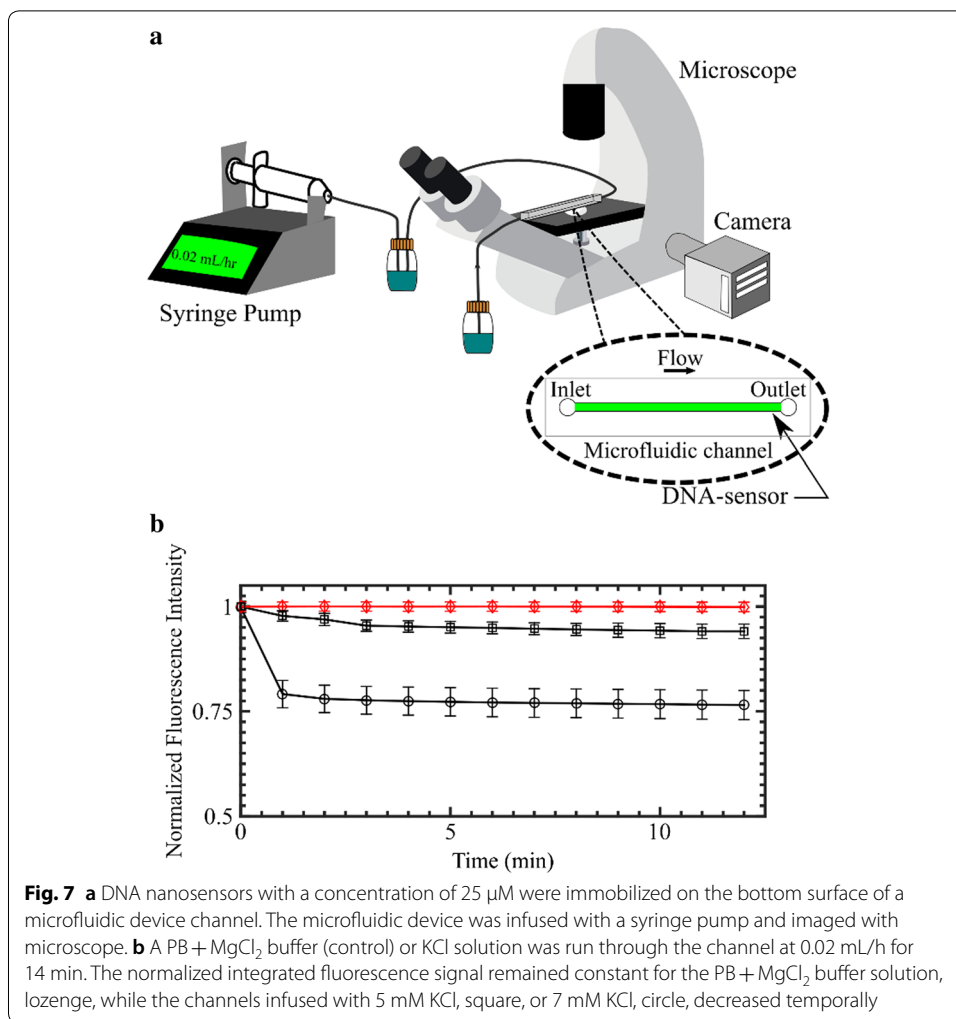 a
Microscope
Camera
0.02 mL/hr
Syringe Pump
Flow
Inlet
Outlet
Microfluidic channel
DNA-sensor
b
Normalized Fluorescence Intensity
1
0.75
0.5
0
5
10
Time (min)
Fig. 7 a DNA nanosensors with a concentration of 25 μM were immobilized on the bottom surface of a
microfluidic device channel. The microfluidic device was infused with a syringe pump and imaged with
microscope. b A PB + MgCl₂ buffer (control) or KCl solution was run through the channel at 0.02 mL/h for
14 min. The normalized integrated fluorescence signal remained constant for the PB + MgCl₂ buffer solution,
lozenge, while the channels infused with 5 mM KCl, square, or 7 mM KCl, circle, decreased temporally